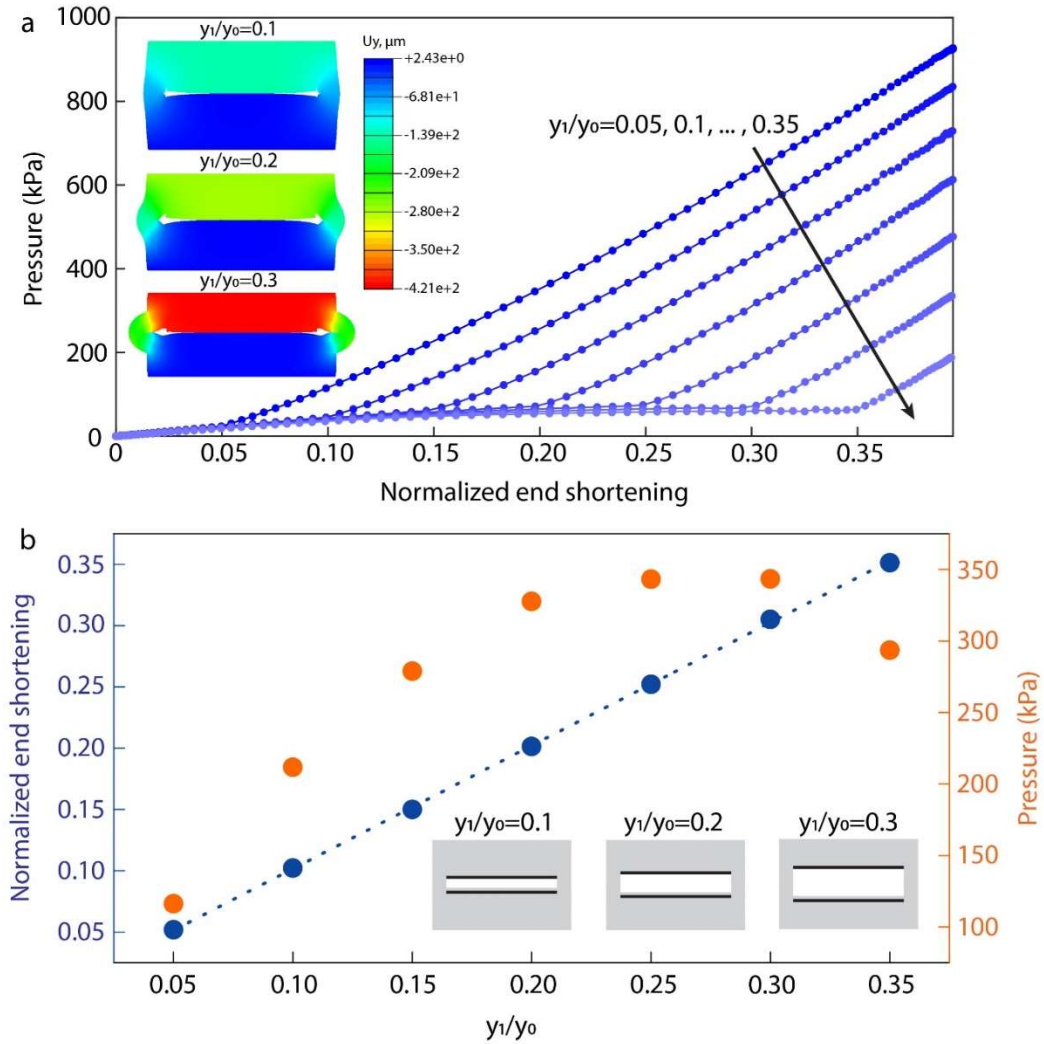 a
1000
800
600
400
200
0
Pressure (kPa)
y₁/y₀=0.1
y₁/y₀=0.2
y₁/y₀=0.3
Uy, μm
+2.43e+0
-6.81e+1
-1.39e+2
-2.09e+2
-2.80e+2
-3.50e+2
-4.21e+2
y₁/y₀=0.05, 0.1, ... , 0.35
0 0.05 0.10 0.15 0.20 0.25 0.30 0.35
Normalized end shortening
b
0.35
0.30
0.25
0.20
0.15
0.10
0.05
Normalized end shortening
350
300
250
200
150
100
Pressure (kPa)
y₁/y₀=0.1 y₁/y₀=0.2 y₁/y₀=0.3
0.05 0.10 0.15 0.20 0.25 0.30 0.35
y₁/y₀